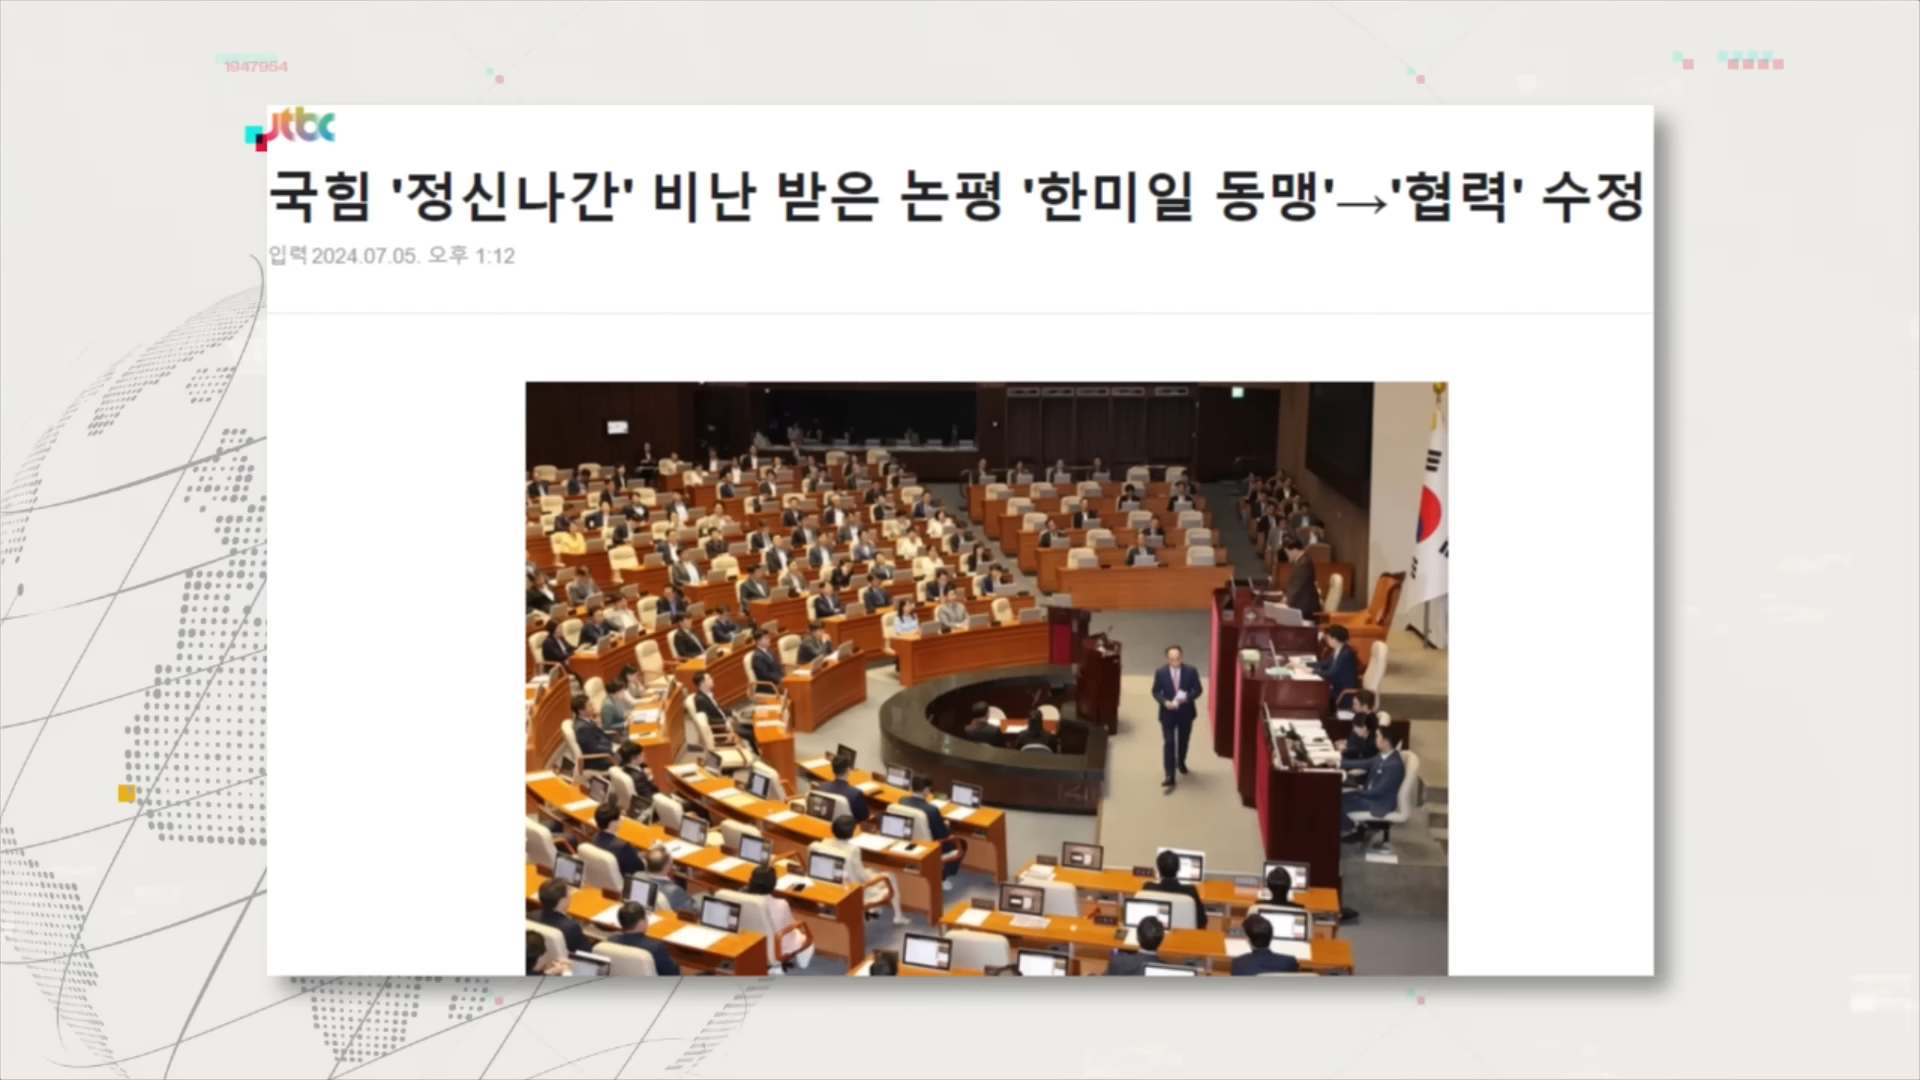 1947954
jtbc
국힘 '정신나간' 비난 받은 논평 '한미일 동맹'→'협력' 수정
입력 2024.07.05. 오후 1:12